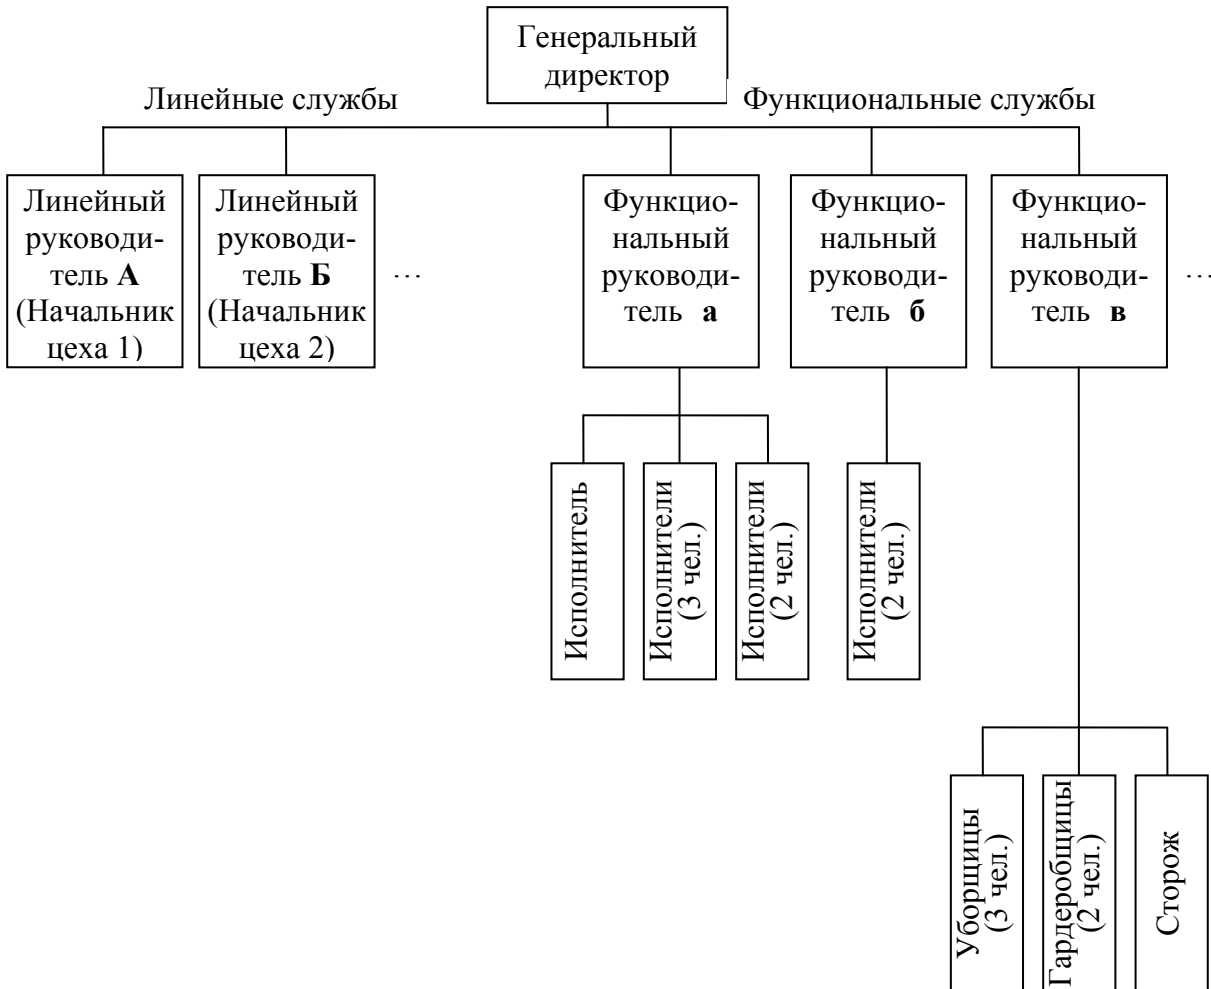 Генеральный
директор
Линейные службы
Функциональные службы
Линейный
руководи-
тель А
(Начальник
цеха 1)
Линейный
руководи-
тель Б
(Начальник
цеха 2)
...
Функцио-
нальный
руководи-
тель а
Функцио-
нальный
руководи-
тель б
Функцио-
нальный
руководи-
тель в
...
Исполнитель
Исполнители
(3 чел.)
Исполнители
(2 чел.)
Исполнители
(2 чел.)
Уборщицы
(3 чел.)
Гардеробщицы
(2 чел.)
Сторож